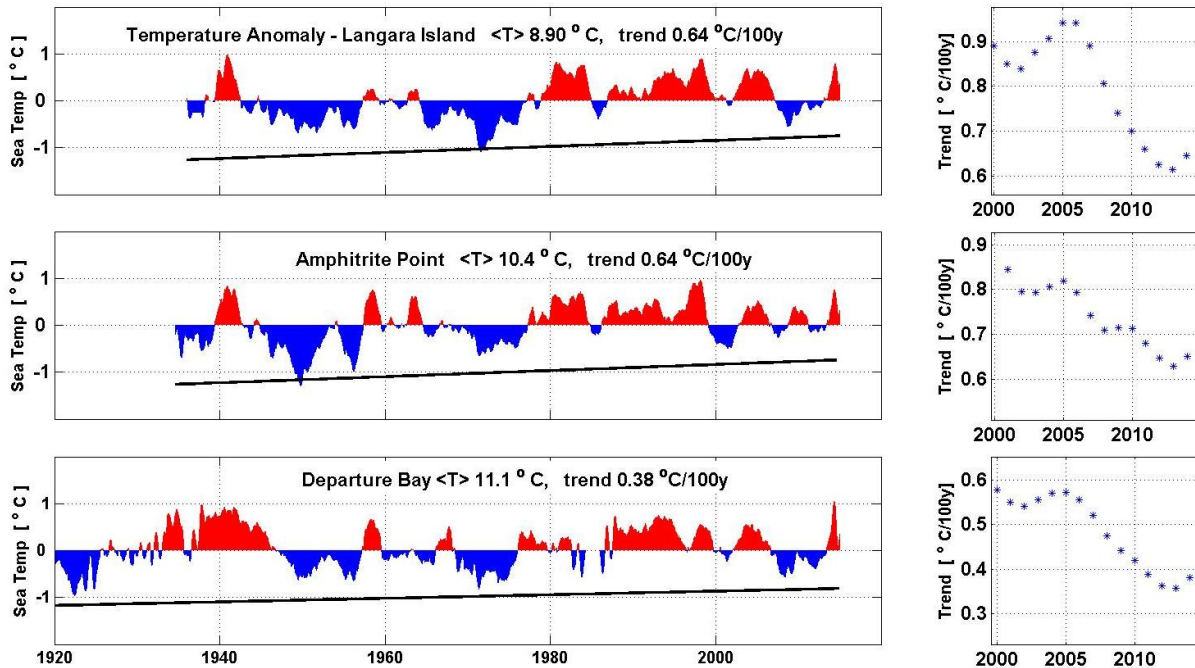 Temperature Anomaly - Langara Island <T> 8.90 ° C, trend 0.64 °C/100y
Sea Temp [ ° C ]
1
0
-1
Trend [ ° C/100y]
0.9
0.8
0.7
0.6
2000 2005 2010
Amphitrite Point <T> 10.4 ° C, trend 0.64 °C/100y
Sea Temp [ ° C ]
1
0
-1
Trend [ ° C/100y]
0.9
0.8
0.7
0.6
2000 2005 2010
Departure Bay <T> 11.1 ° C, trend 0.38 °C/100y
Sea Temp [ ° C ]
1
0
-1
1920 1940 1960 1980 2000
Trend [ ° C/100y]
0.6
0.5
0.4
0.3
2000 2005 2010